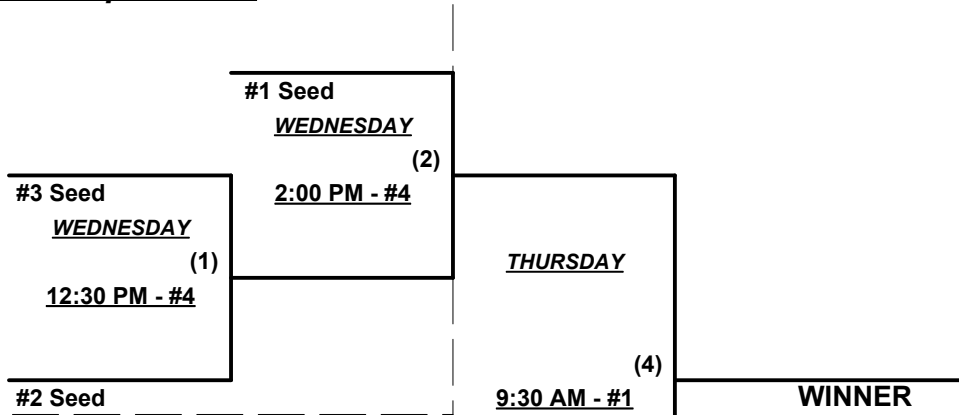 #1 Seed
WEDNESDAY
(2)
2:00 PM - #4
#3 Seed
WEDNESDAY
(1)
12:30 PM - #4
#2 Seed
THURSDAY
(4)
9:30 AM - #1
WINNER